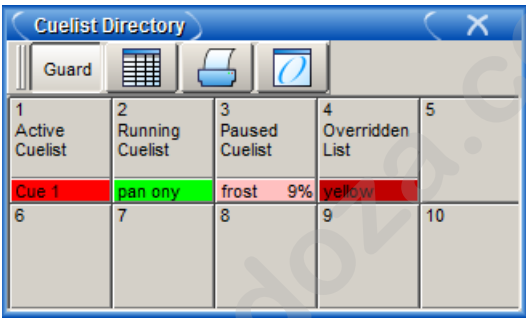 Cuelist Directory
Guard
1 2 3 4 5
Active Running Paused Overridden
Cuelist Cuelist Cuelist List
Cue 1 pan ony frost 9% yellow
6 7 8 9 10